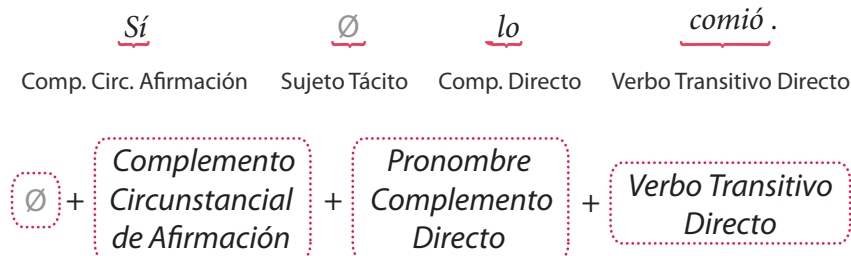 Sí Ø lo comió .
Comp. Circ. Afirmación Sujeto Tácito Comp. Directo Verbo Transitivo Directo
Ø + Complemento Circunstancial de Afirmación + Pronombre Complemento Directo + Verbo Transitivo Directo